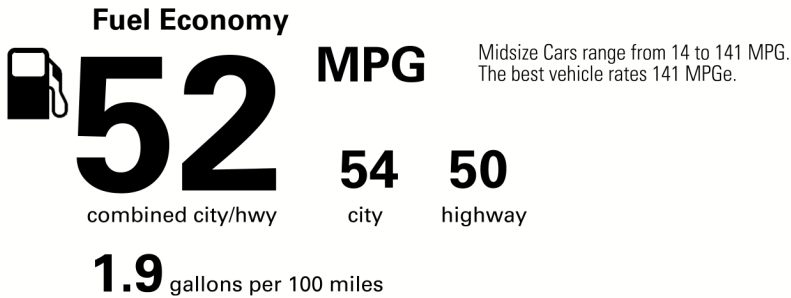 Fuel Economy
52
MPG
Midsize Cars range from 14 to 141 MPG.
The best vehicle rates 141 MPGe.
54 50
combined city/hwy city highway
1.9 gallons per 100 miles